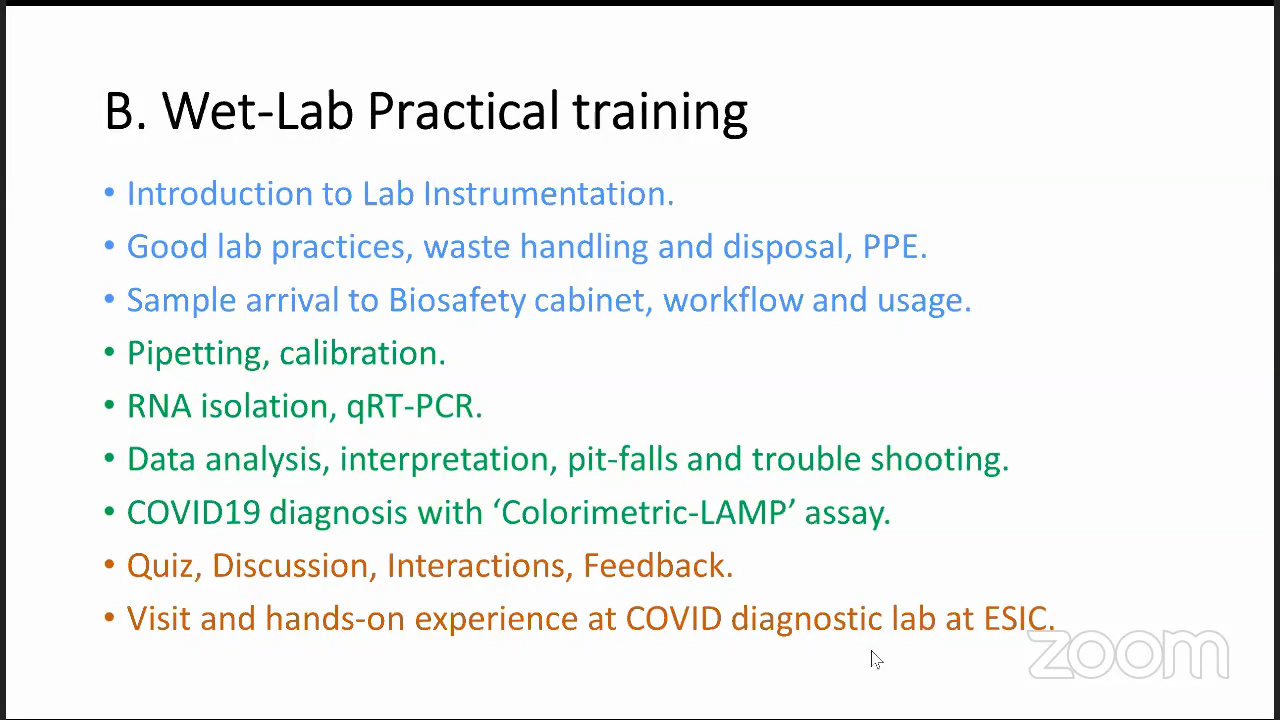 B. Wet-Lab Practical training
• Introduction to Lab Instrumentation.
• Good lab practices, waste handling and disposal, PPE.
• Sample arrival to Biosafety cabinet, workflow and usage.
• Pipetting, calibration.
• RNA isolation, qRT-PCR.
• Data analysis, interpretation, pit-falls and trouble shooting.
• COVID19 diagnosis with ‘Colorimetric-LAMP’ assay.
• Quiz, Discussion, Interactions, Feedback.
• Visit and hands-on experience at COVID diagnostic lab at ESIC.
zoom